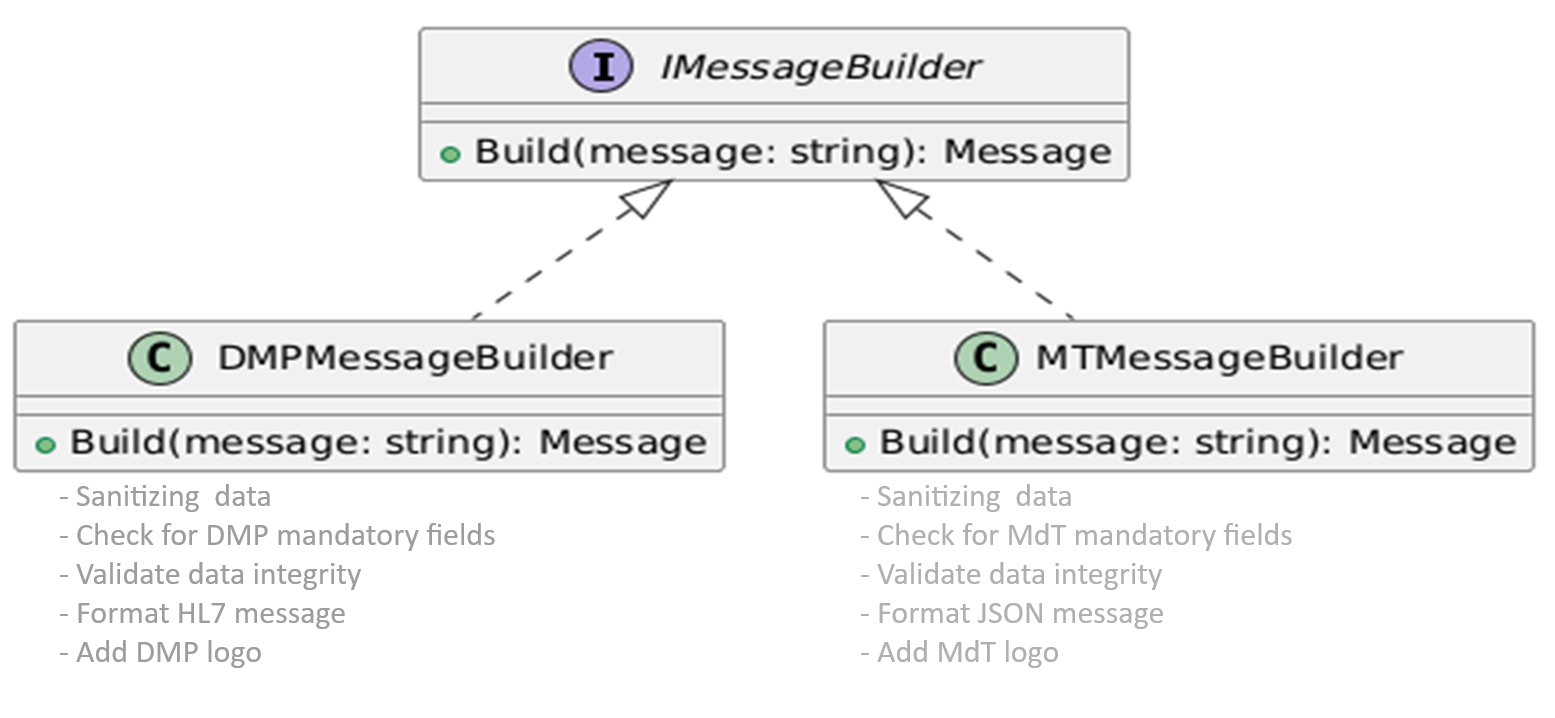 I IMessageBuilder
Build(message: string): Message
C DMPMessageBuilder
Build(message: string): Message
- Sanitizing  data
- Check for DMP mandatory fields
- Validate data integrity
- Format HL7 message
- Add DMP logo
C MTMessageBuilder
Build(message: string): Message
- Sanitizing  data
- Check for MdT mandatory fields
- Validate data integrity
- Format JSON message
- Add MdT logo